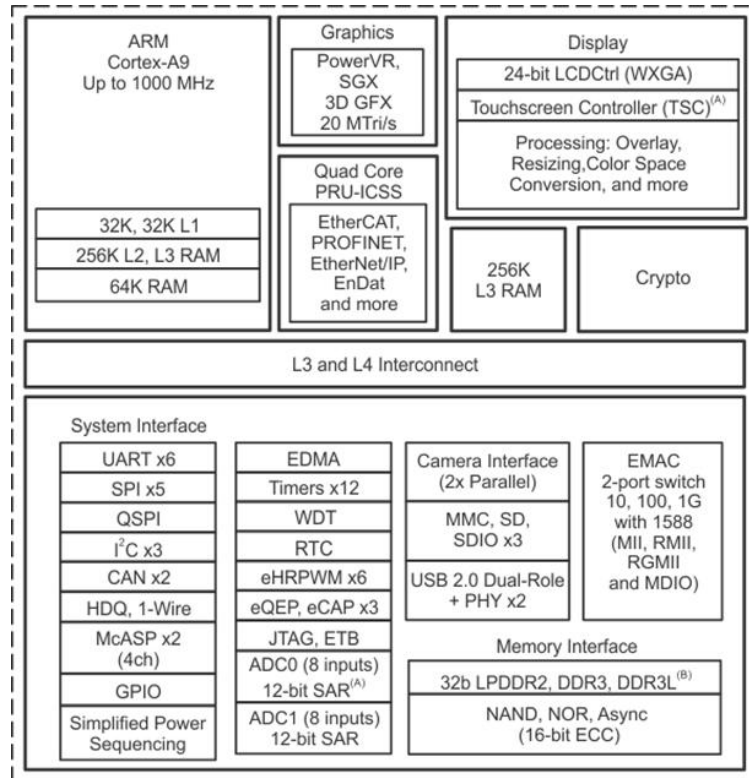 ARM
Cortex-A9
Up to 1000 MHz
32K, 32K L1
256K L2, L3 RAM
64K RAM
Graphics
PowerVR,
SGX
3D GFX
20 MTri/s
Quad Core
PRU-ICSS
EtherCAT,
PROFINET,
EtherNet/IP,
EnDat
and more
Display
24-bit LCDCtrl (WXGA)
Touchscreen Controller (TSC)(A)
Processing: Overlay,
Resizing,Color Space
Conversion, and more
256K
L3 RAM
Crypto
L3 and L4 Interconnect
System Interface
UART x6
SPI x5
QSPI
I2C x3
CAN x2
HDQ, 1-Wire
McASP x2
(4ch)
GPIO
Simplified Power
Sequencing
EDMA
Timers x12
WDT
RTC
eHRPWM x6
eQEP, eCAP x3
JTAG, ETB
ADC0 (8 inputs)
12-bit SAR(A)
ADC1 (8 inputs)
12-bit SAR
Camera Interface
(2x Parallel)
MMC, SD,
SDIO x3
USB 2.0 Dual-Role
+ PHY x2
EMAC
2-port switch
10, 100, 1G
with 1588
(MII, RMII,
RGMII
and MDIO)
Memory Interface
32b LPDDR2, DDR3, DDR3L(B)
NAND, NOR, Async
(16-bit ECC)